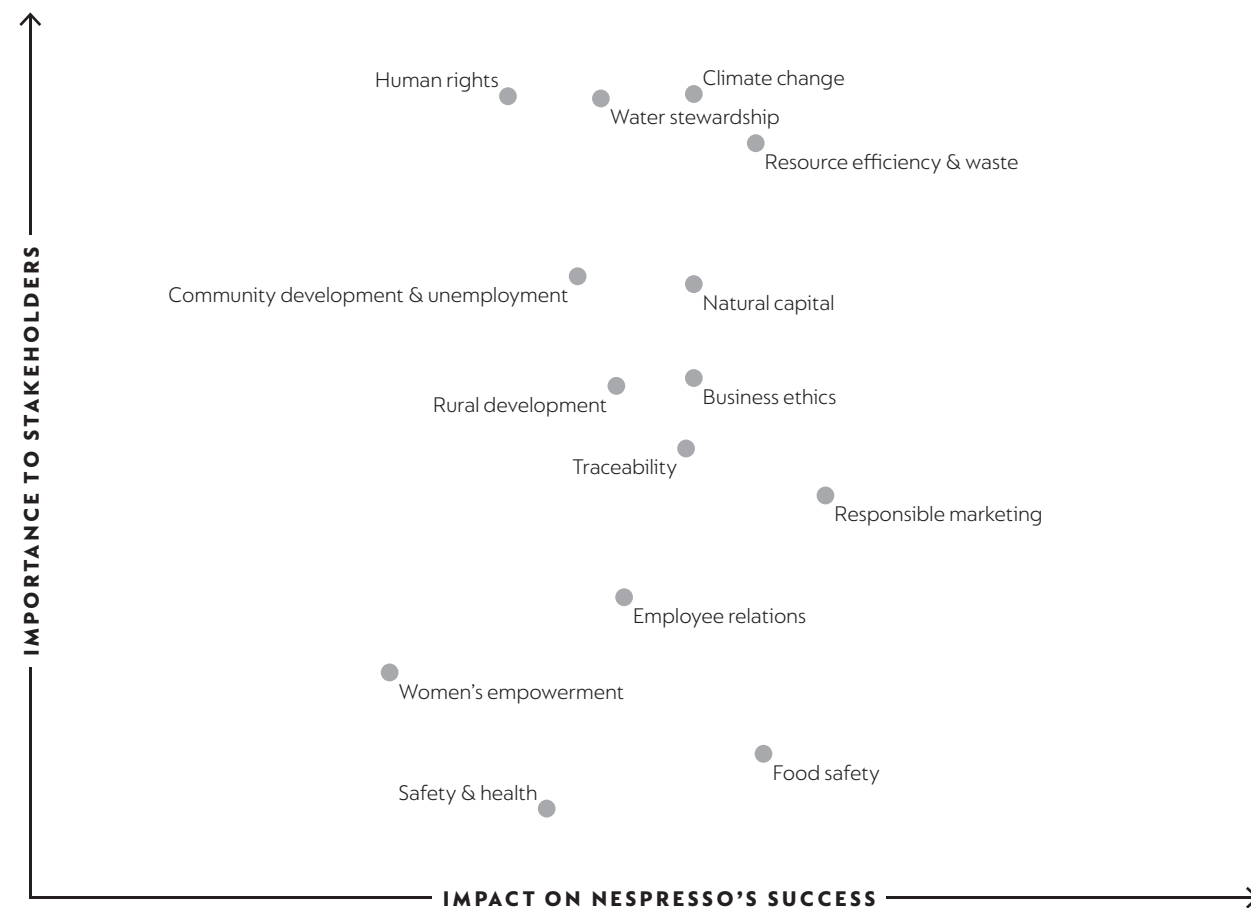 Human rights
Climate change
Water stewardship
Resource efficiency & waste
Community development & unemployment
Natural capital
Rural development
Business ethics
Traceability
Responsible marketing
Employee relations
Women’s empowerment
Food safety
Safety & health
IMPORTANCE TO STAKEHOLDERS
IMPACT ON NESPRESSO’S SUCCESS